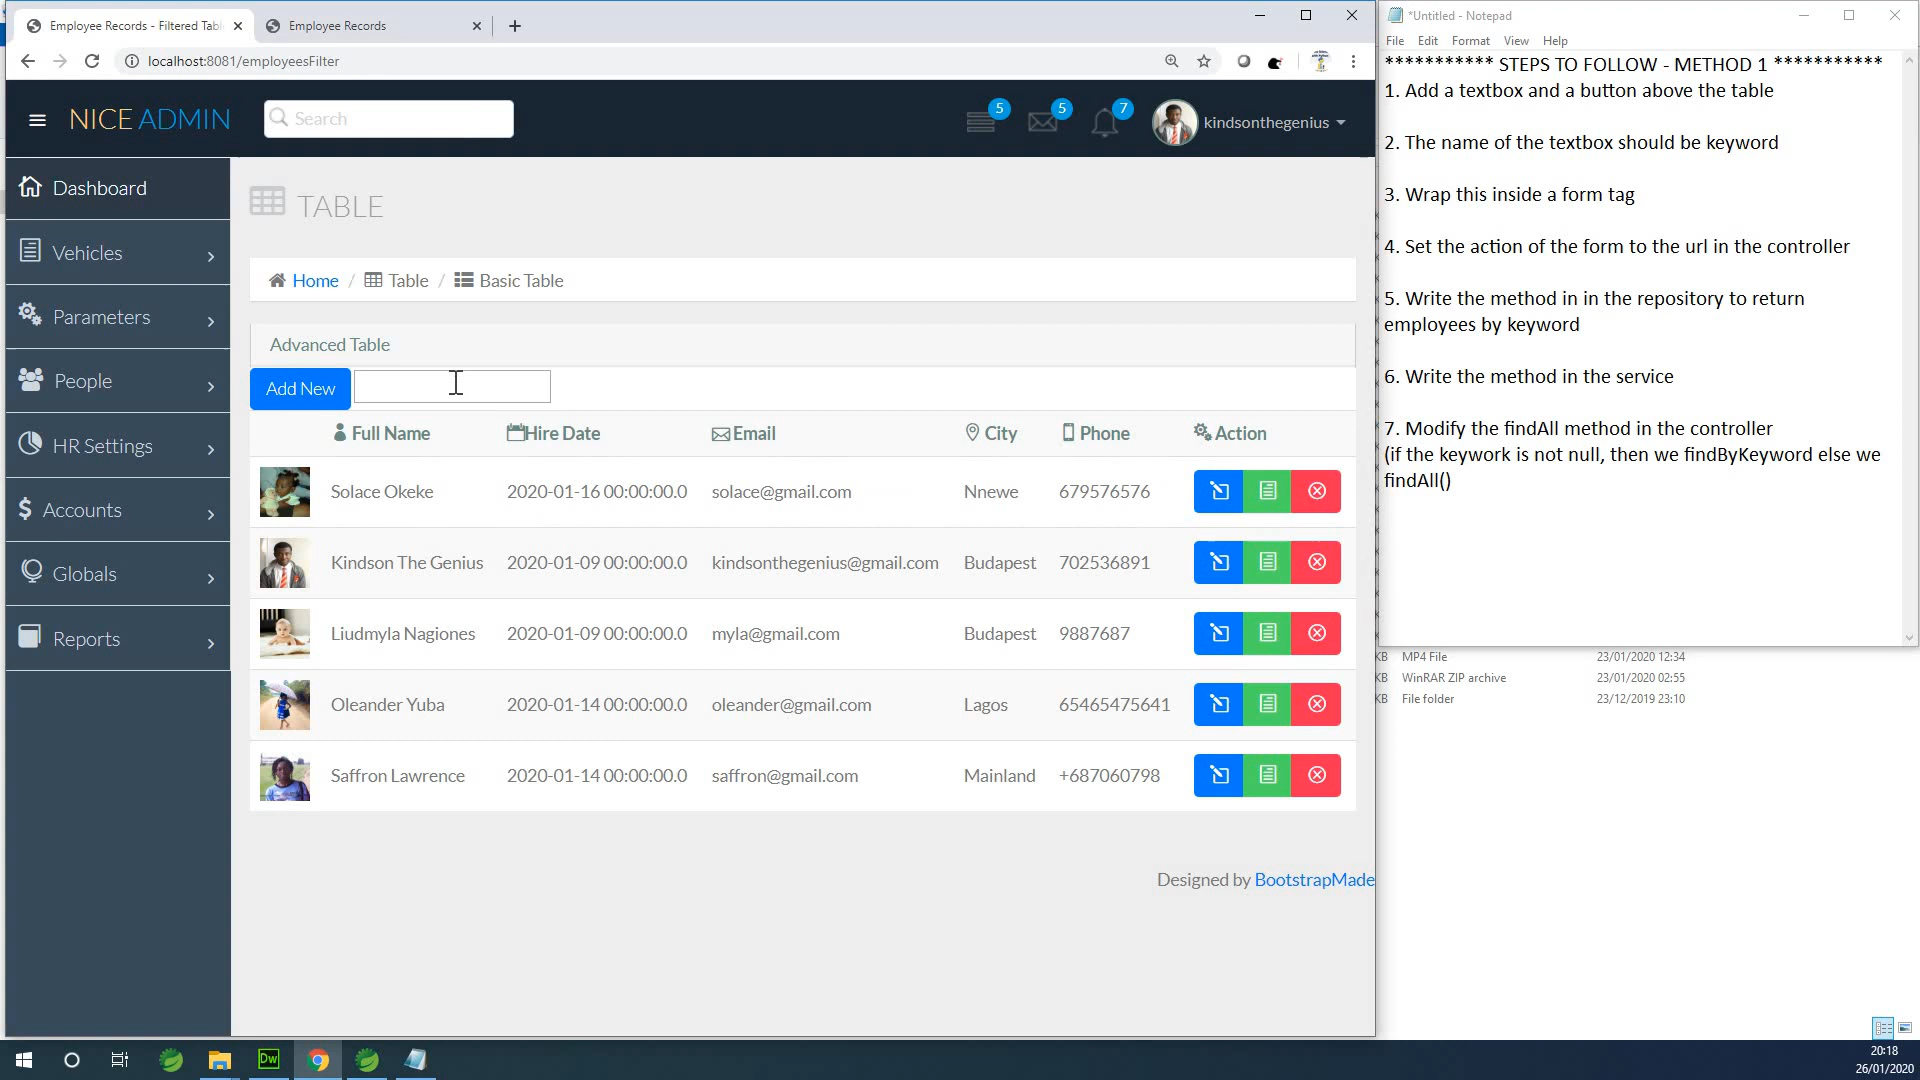 Employee Records - Filtered Tabl
Employee Records
localhost:8081/employeesFilter
NICE ADMIN
Search
5
5
7
kindsonthegenius
Dashboard
Vehicles
Parameters
People
HR Settings
Accounts
Globals
Reports
TABLE
Home / Table / Basic Table
Advanced Table
Add New
Full Name Hire Date Email City Phone Action
Solace Okeke 2020-01-16 00:00:00.0 solace@gmail.com Nnewe 679576576
Kindson The Genius 2020-01-09 00:00:00.0 kindsonthegenius@gmail.com Budapest 702536891
Liudmyla Nagiones 2020-01-09 00:00:00.0 myla@gmail.com Budapest 9887687
Oleander Yuba 2020-01-14 00:00:00.0 oleander@gmail.com Lagos 65465475641
Saffron Lawrence 2020-01-14 00:00:00.0 saffron@gmail.com Mainland +687060798
Designed by BootstrapMade
*Untitled - Notepad
File Edit Format View Help
*********** STEPS TO FOLLOW - METHOD 1 ***********
1. Add a textbox and a button above the table
2. The name of the textbox should be keyword
3. Wrap this inside a form tag
4. Set the action of the form to the url in the controller
5. Write the method in in the repository to return
employees by keyword
6. Write the method in the service
7. Modify the findAll method in the controller
(if the keywork is not null, then we findByKeyword else we
findAll()
KB MP4 File 23/01/2020 12:34
KB WinRAR ZIP archive 23/01/2020 02:55
KB File folder 23/12/2019 23:10
Dw
20:18
26/01/2020